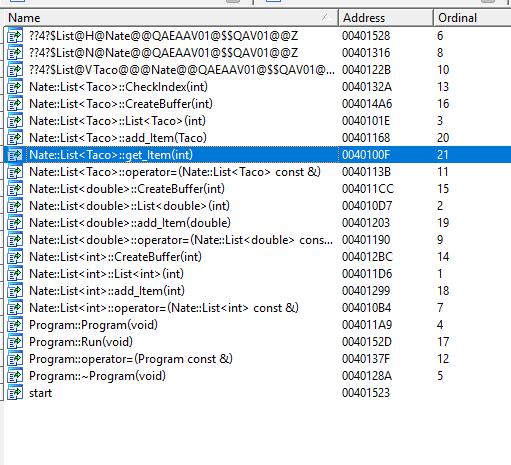 Name Address Ordinal
??4?$List@H@Nate@@QAEAAV01@$$QAV01@@Z 00401528 6
??4?$List@N@Nate@@QAEAAV01@$$QAV01@@Z 00401316 8
??4?$List@VTaco@@@Nate@@QAEAAV01@$$QAV01@... 0040122B 10
Nate::List<Taco>::CheckIndex(int) 0040132A 13
Nate::List<Taco>::CreateBuffer(int) 004014A6 16
Nate::List<Taco>::List<Taco>(int) 0040101E 3
Nate::List<Taco>::add_Item(Taco) 00401168 20
Nate::List<Taco>::get_Item(int) 0040100F 21
Nate::List<Taco>::operator=(Nate::List<Taco> const &) 0040113B 11
Nate::List<double>::CreateBuffer(int) 004011CC 15
Nate::List<double>::List<double>(int) 004010D7 2
Nate::List<double>::add_Item(double) 00401203 19
Nate::List<double>::operator=(Nate::List<double> cons... 00401190 9
Nate::List<int>::CreateBuffer(int) 004012BC 14
Nate::List<int>::List<int>(int) 004011D6 1
Nate::List<int>::add_Item(int) 00401299 18
Nate::List<int>::operator=(Nate::List<int> const &) 004010B4 7
Program::Program(void) 004011A9 4
Program::Run(void) 0040152D 17
Program::operator=(Program const &) 0040137F 12
Program::~Program(void) 0040128A 5
start 00401523